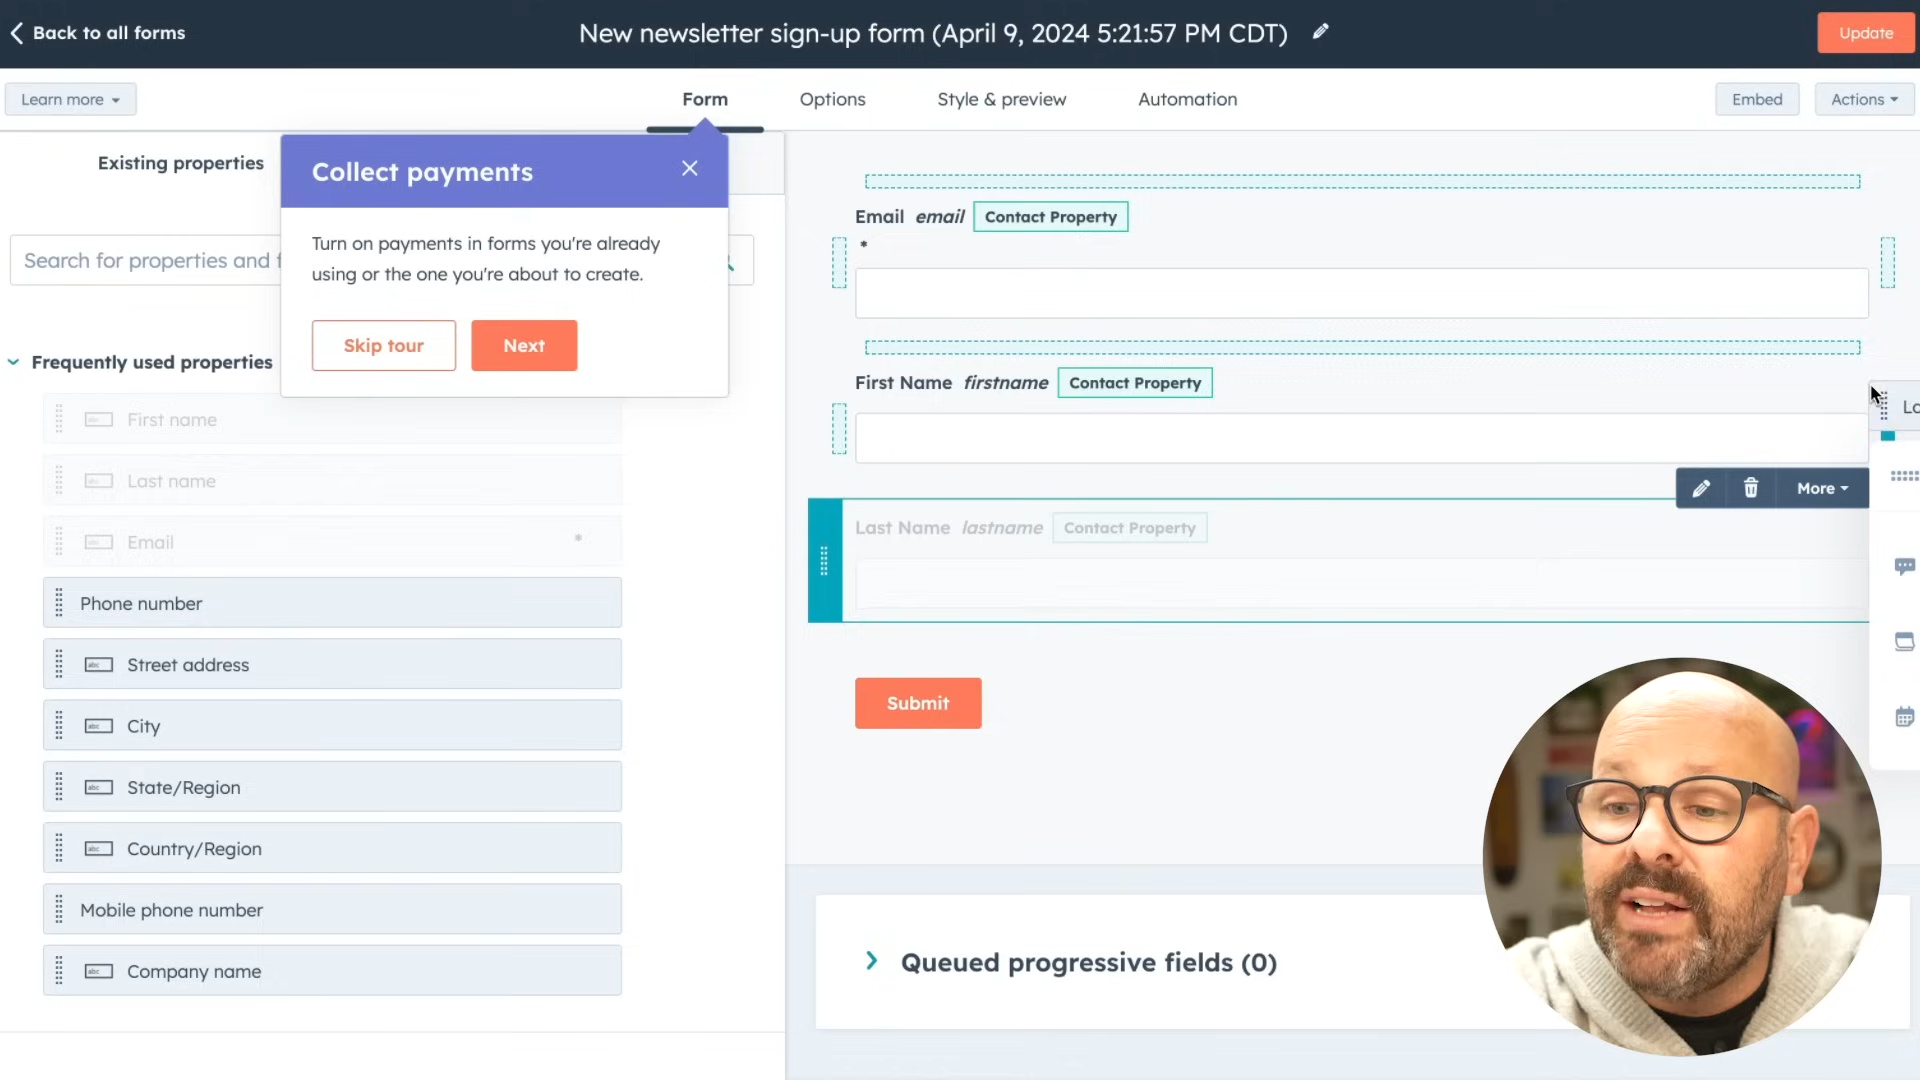 Back to all forms
New newsletter sign-up form (April 9, 2024 5:21:57 PM CDT)
Update
Learn more
Form
Options
Style & preview
Automation
Embed
Actions
Existing properties
Collect payments
Turn on payments in forms you're already
using or the one you're about to create.
Skip tour
Next
Search for properties and
Frequently used properties
First name
Last name
Email *
Phone number
Street address
City
State/Region
Country/Region
Mobile phone number
Company name
Email email Contact Property
*
First Name firstname Contact Property
More
Last Name lastname Contact Property
Submit
Queued progressive fields (0)